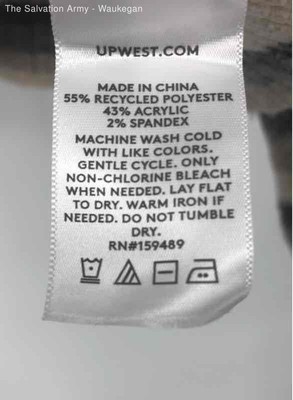 The Salvation Army - Waukegan
UPWEST.COM
MADE IN CHINA
55% RECYCLED POLYESTER
43% ACRYLIC
2% SPANDEX
MACHINE WASH COLD
WITH LIKE COLORS.
GENTLE CYCLE. ONLY
NON-CHLORINE BLEACH
WHEN NEEDED. LAY FLAT
TO DRY. WARM IRON IF
NEEDED. DO NOT TUMBLE
DRY.
RN#159489